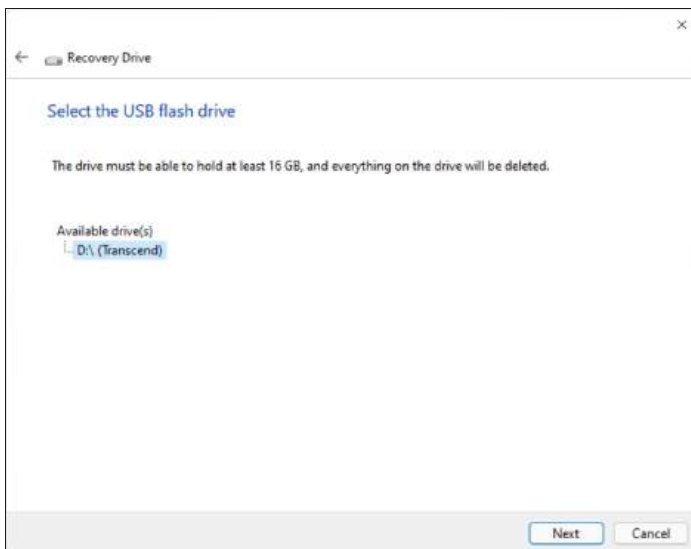 Recovery Drive
Select the USB flash drive
The drive must be able to hold at least 16 GB, and everything on the drive will be deleted.
Available drive(s)
D:\ (Transcend)
Next Cancel